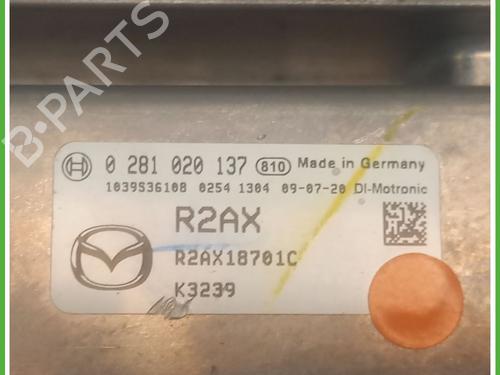 B-PARTS
0 281 020 137 810 Made in Germany
1039S36108 0254 1304 09-07-20 DI-Motronic
R2AX
R2AX18701C
K3239